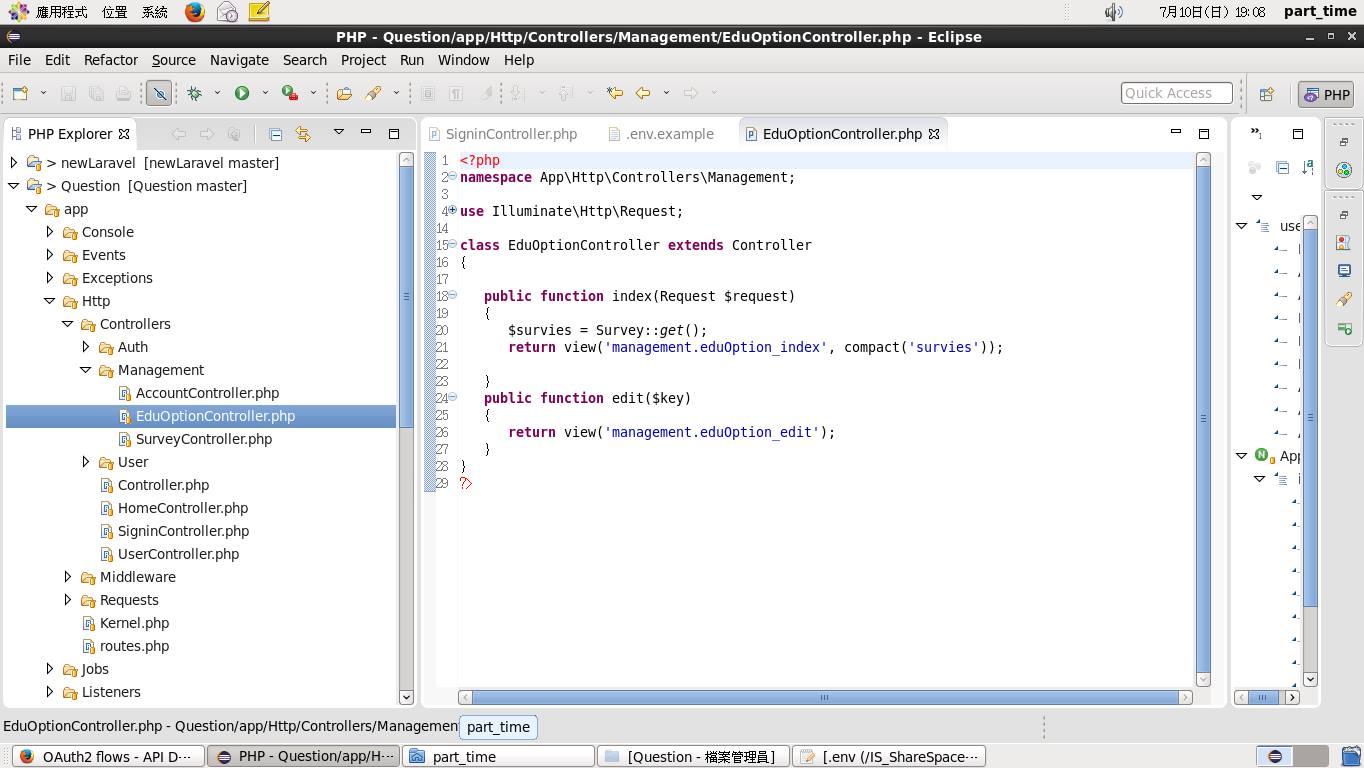 應用程式 位置 系統 7月10日(日) 19:08 part_time
PHP - Question/app/Http/Controllers/Management/EduOptionController.php - Eclipse
File Edit Refactor Source Navigate Search Project Run Window Help
Quick Access PHP
PHP Explorer
> newLaravel [newLaravel master]
> Question [Question master]
app
Console
Events
Exceptions
Http
Controllers
Auth
Management
AccountController.php
EduOptionController.php
SurveyController.php
User
Controller.php
HomeController.php
SigninController.php
UserController.php
Middleware
Requests
Kernel.php
routes.php
Jobs
Listeners
SigninController.php .env.example EduOptionController.php
1 <?php
2 namespace App\Http\Controllers\Management;
3
4 use Illuminate\Http\Request;
14
15 class EduOptionController extends Controller
16 {
17
18 public function index(Request $request)
19 {
20 $survies = Survey::get();
21 return view('management.eduOption_index', compact('survies'));
22
23 }
24 public function edit($key)
25 {
26 return view('management.eduOption_edit');
27 }
28 }
29 ?>
use
App
EduOptionController.php - Question/app/Http/Controllers/Management part_time
OAuth2 flows - API D··· PHP - Question/app/H··· part_time [Question - 檔案管理員] [.env (/IS_ShareSpace···